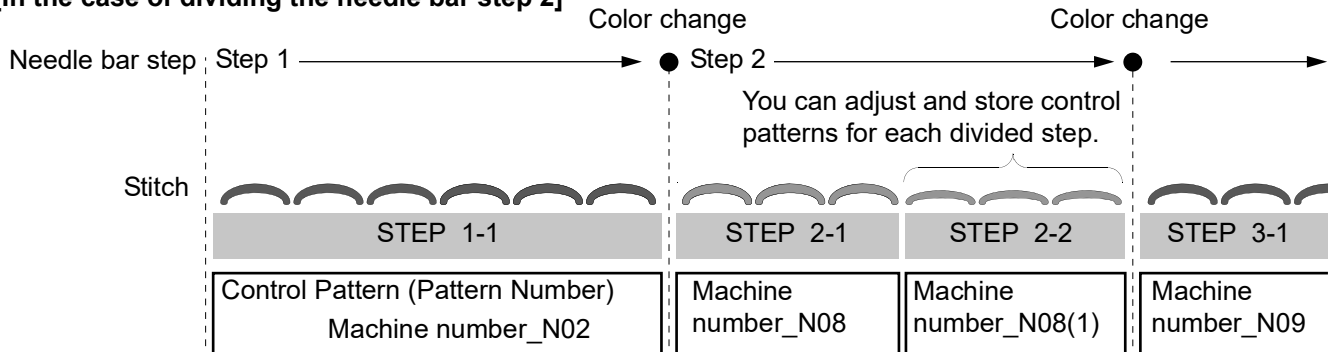 [In the case of dividing the needle bar step 2]
Color change
Color change
Needle bar step
Step 1
Step 2
You can adjust and store control
patterns for each divided step.
Stitch
STEP 1-1
STEP 2-1
STEP 2-2
STEP 3-1
Control Pattern (Pattern Number)
Machine number_N02
Machine
number_N08
Machine
number_N08(1)
Machine
number_N09